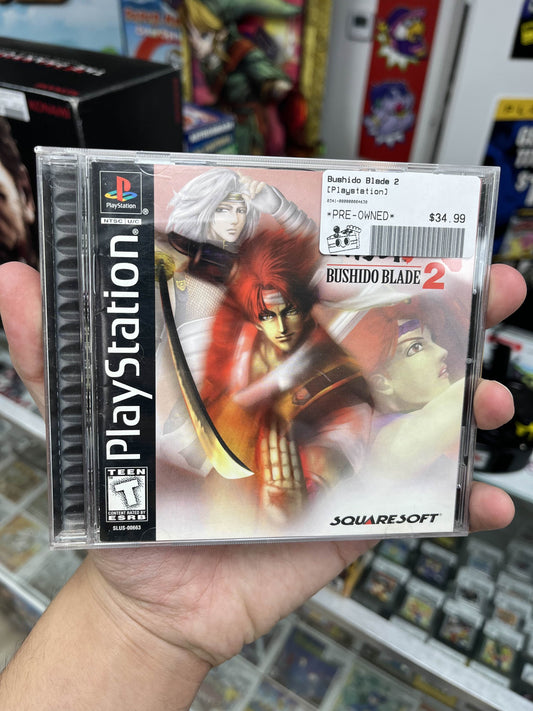 KONAMI
Bushido Blade 2
[Playstation]
*PRE-OWNED*
$34.99
PlayStation
NTSC U/C
BUSHIDO BLADE 2
PlayStation
TEEN
T
CONTENT RATED BY
ESRB
SLUS-00663
SQUARESOFT